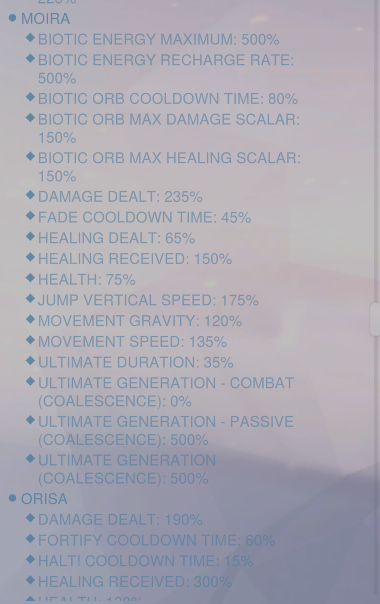 225%
MOIRA
BIOTIC ENERGY MAXIMUM: 500%
BIOTIC ENERGY RECHARGE RATE:
500%
BIOTIC ORB COOLDOWN TIME: 80%
BIOTIC ORB MAX DAMAGE SCALAR:
150%
BIOTIC ORB MAX HEALING SCALAR:
150%
DAMAGE DEALT: 235%
FADE COOLDOWN TIME: 45%
HEALING DEALT: 65%
HEALING RECEIVED: 150%
HEALTH: 75%
JUMP VERTICAL SPEED: 175%
MOVEMENT GRAVITY: 120%
MOVEMENT SPEED: 135%
ULTIMATE DURATION: 35%
ULTIMATE GENERATION - COMBAT
(COALESCENCE): 0%
ULTIMATE GENERATION - PASSIVE
(COALESCENCE): 500%
ULTIMATE GENERATION
(COALESCENCE): 500%
ORISA
DAMAGE DEALT: 190%
FORTIFY COOLDOWN TIME: 60%
HALT! COOLDOWN TIME: 15%
HEALING RECEIVED: 300%
HEALTH: